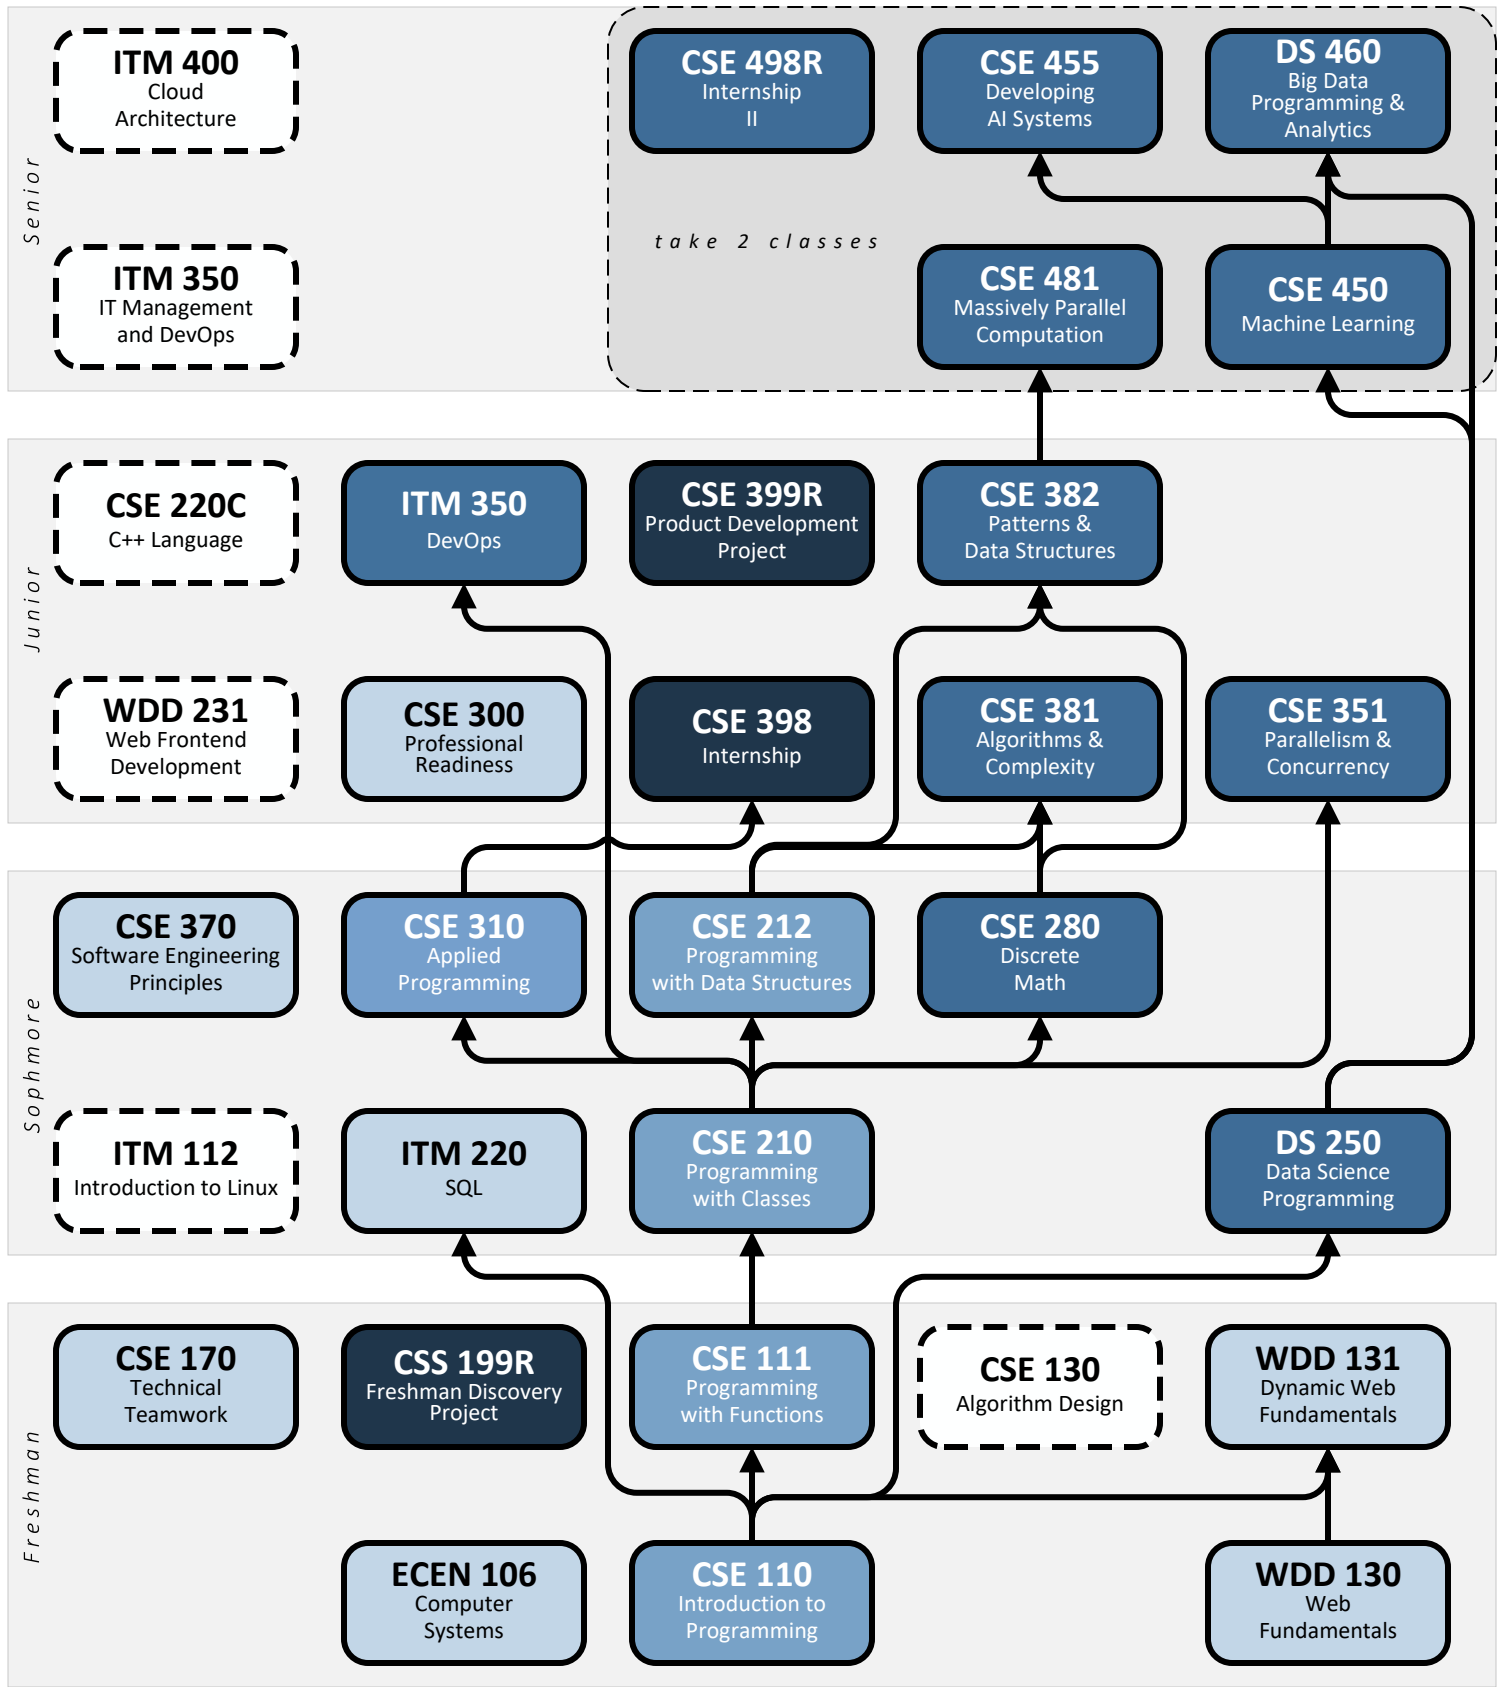 Senior
ITM 400
Cloud
Architecture
CSE 498R
Internship
II
CSE 455
Developing
AI Systems
DS 460
Big Data
Programming &
Analytics
take 2 classes
ITM 350
IT Management
and DevOps
CSE 481
Massively Parallel
Computation
CSE 450
Machine Learning
Junior
CSE 220C
C++ Language
ITM 350
DevOps
CSE 399R
Product Development
Project
CSE 382
Patterns &
Data Structures
WDD 231
Web Frontend
Development
CSE 300
Professional
Readiness
CSE 398
Internship
CSE 381
Algorithms &
Complexity
CSE 351
Parallelism &
Concurrency
Sophmore
CSE 370
Software Engineering
Principles
CSE 310
Applied
Programming
CSE 212
Programming
with Data Structures
CSE 280
Discrete
Math
ITM 112
Introduction to Linux
ITM 220
SQL
CSE 210
Programming
with Classes
DS 250
Data Science
Programming
Freshman
CSE 170
Technical
Teamwork
CSS 199R
Freshman Discovery
Project
CSE 111
Programming
with Functions
CSE 130
Algorithm Design
WDD 131
Dynamic Web
Fundamentals
ECEN 106
Computer
Systems
CSE 110
Introduction to
Programming
WDD 130
Web
Fundamentals